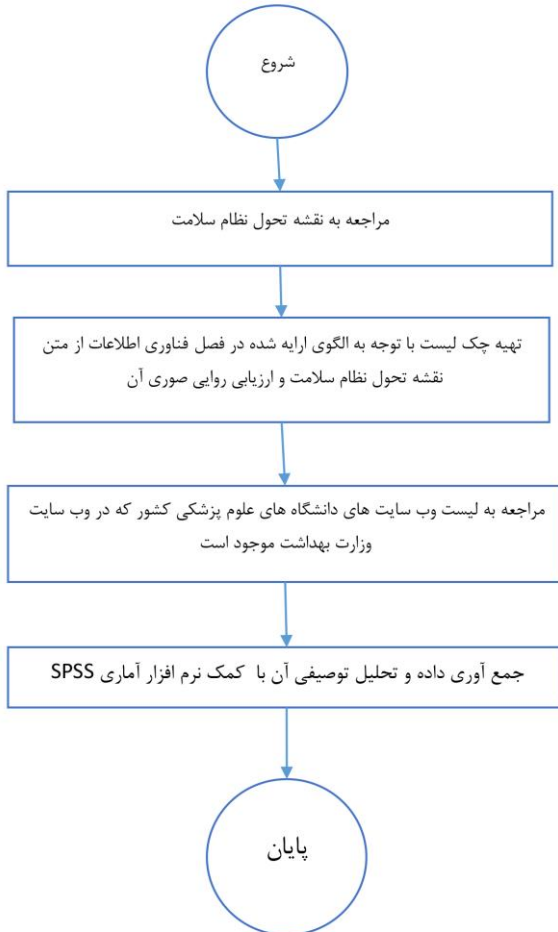 شروع
مراجعه به نقشه تحول نظام سلامت
تهیه چک لیست با توجه به الگوی ارایه شده در فصل فناوری اطلاعات از متن
نقشه تحول نظام سلامت و ارزیابی روایی صوری آن
مراجعه به لیست وب سایت های دانشگاه های علوم پزشکی کشور که در وب سایت
وزارت بهداشت موجود است
جمع آوری داده و تحلیل توصیفی آن با کمک نرم افزار آماری SPSS
پایان